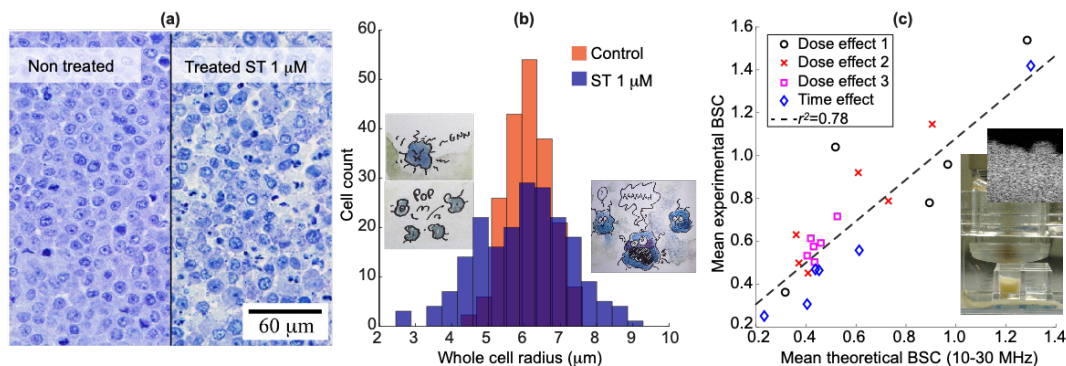 (a)
Non treated
Treated ST 1 μM
60 μm
(b)
Control
ST 1 μM
60
50
40
30
20
10
0
Cell count
2
3
4
5
6
7
8
9
10
Whole cell radius (μm)
POP
(c)
Dose effect 1
Dose effect 2
Dose effect 3
Time effect
r²=0.78
1.6
1.4
1.2
1.0
0.8
0.6
0.4
0.2
Mean experimental BSC
0.2
0.4
0.6
0.8
1.0
1.2
1.4
Mean theoretical BSC (10-30 MHz)